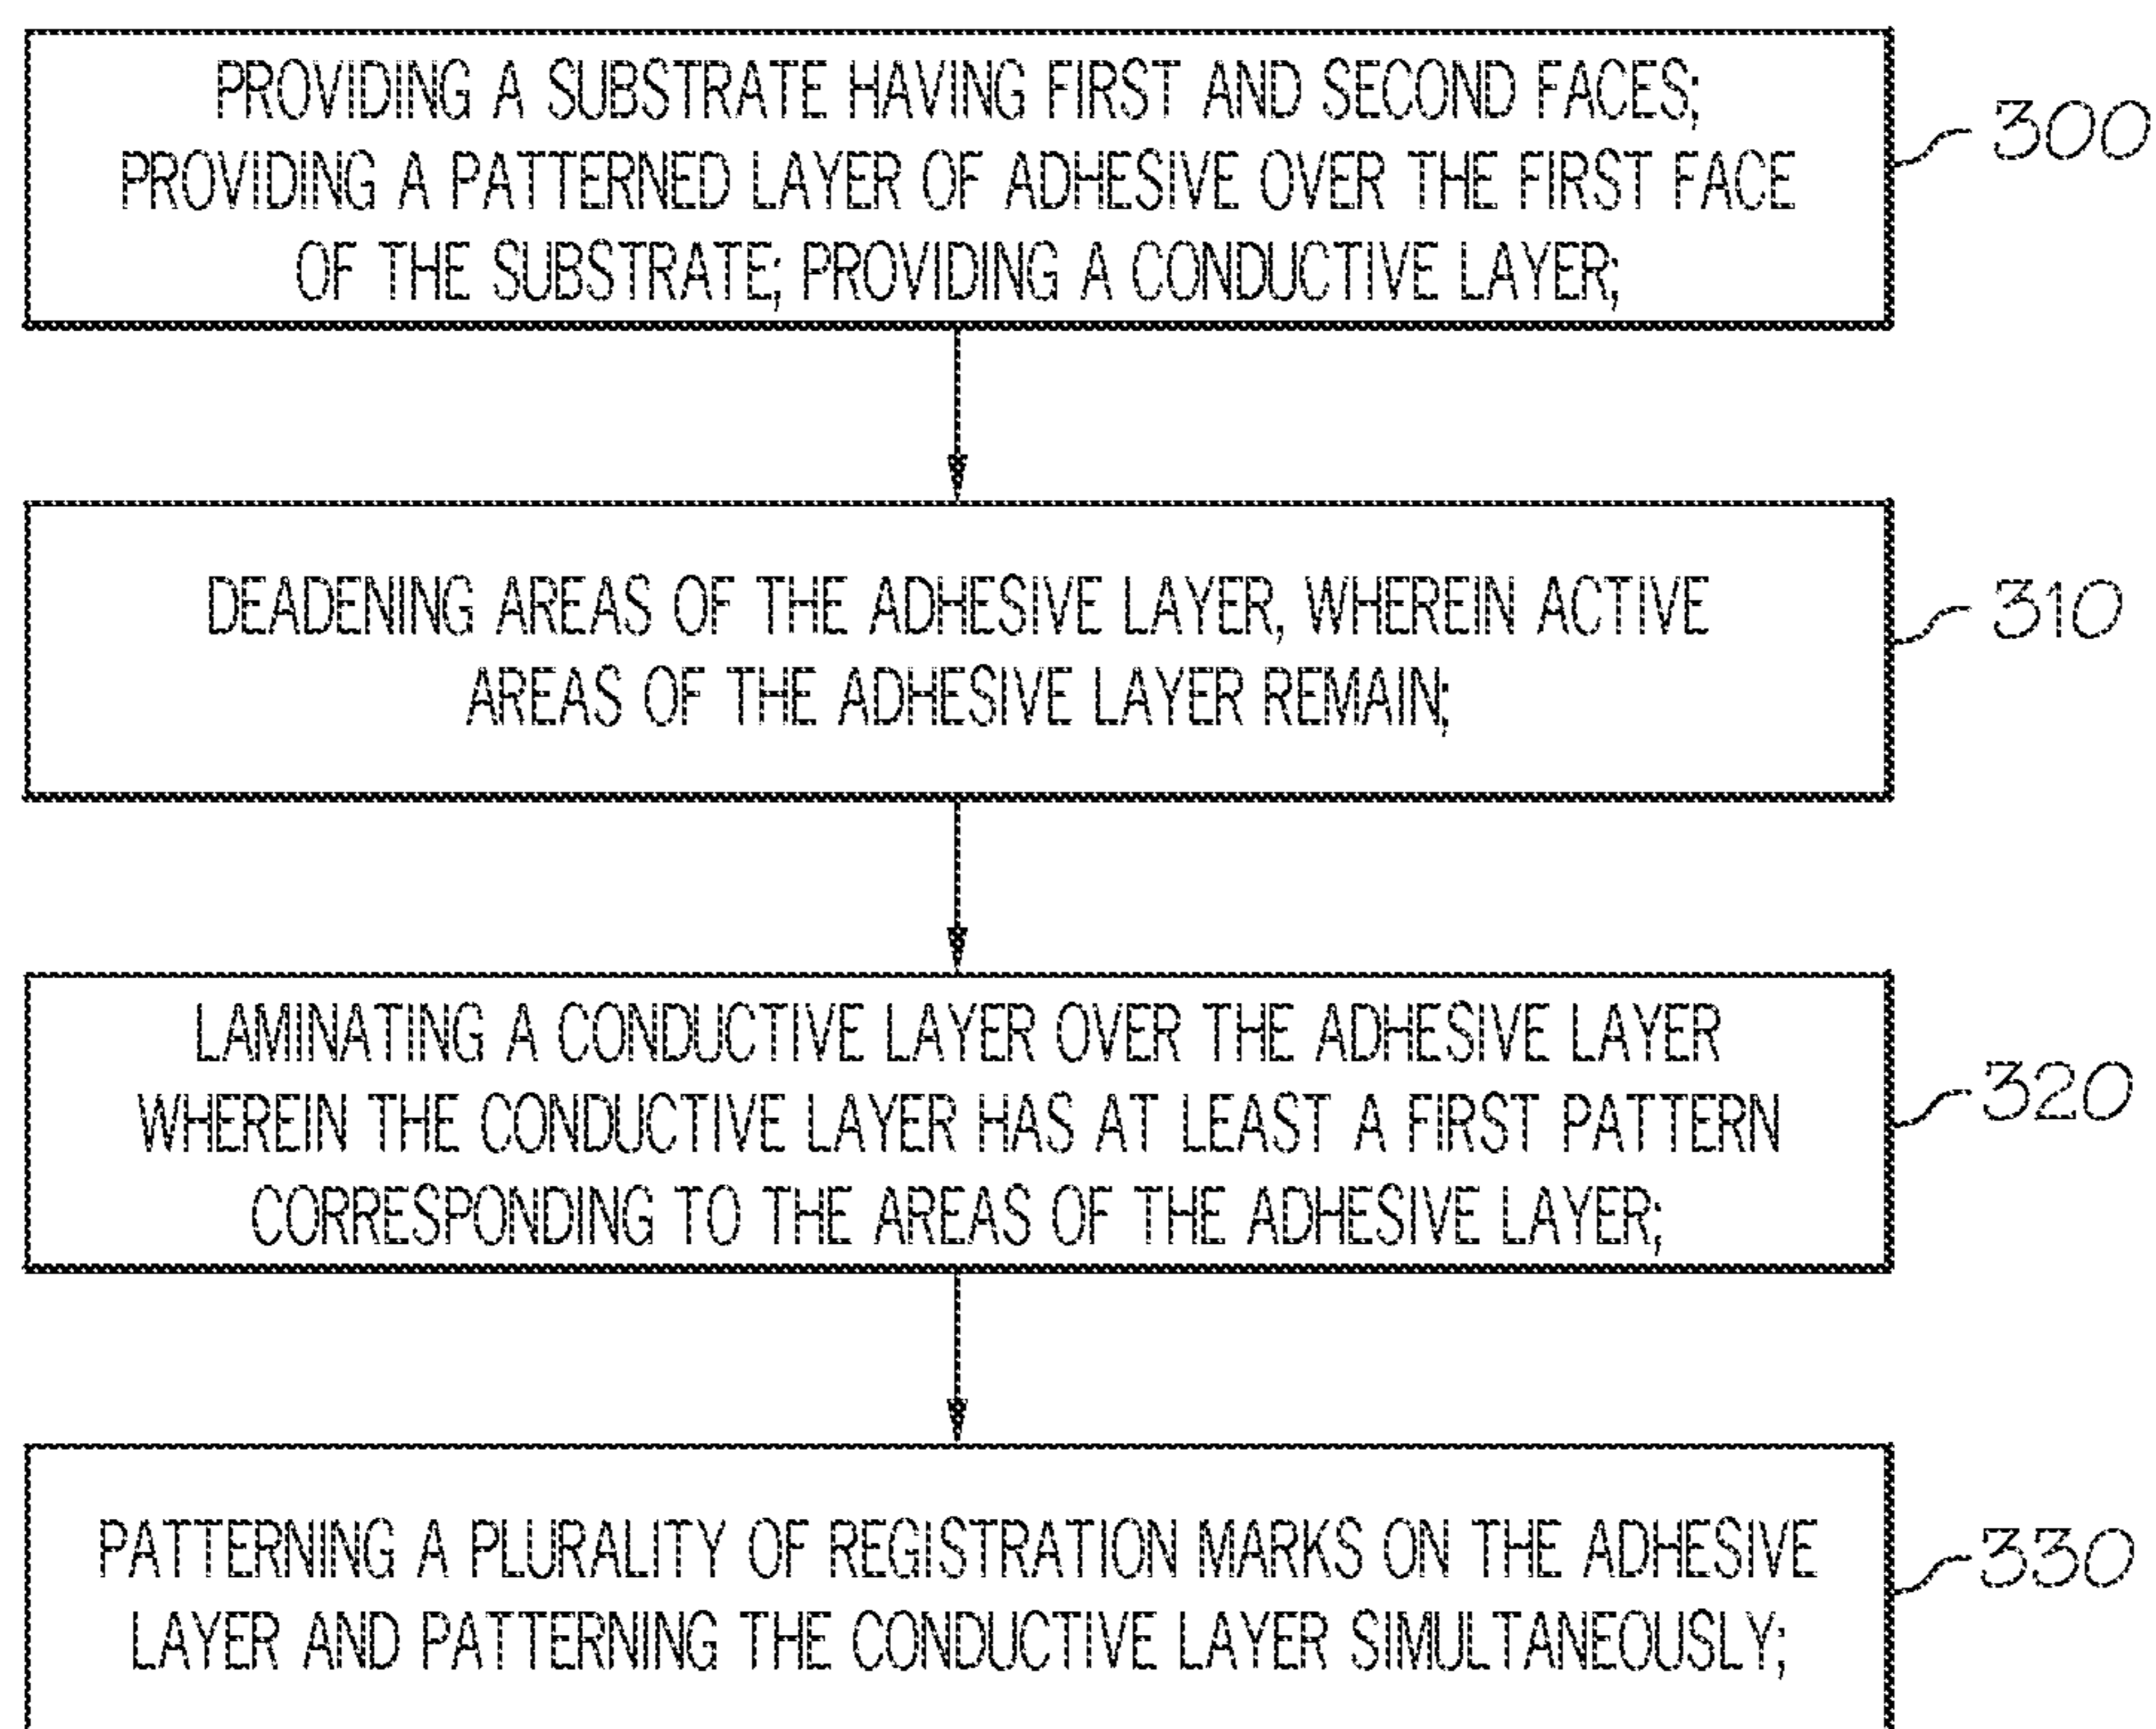 PROVIDING A SUBSTRATE HAVING FIRST AND SECOND FACES;
PROVIDING A PATTERNED LAYER OF ADHESIVE OVER THE FIRST FACE
OF THE SUBSTRATE; PROVIDING A CONDUCTIVE LAYER;
300
DEADENING AREAS OF THE ADHESIVE LAYER, WHEREIN ACTIVE
AREAS OF THE ADHESIVE LAYER REMAIN;
310
LAMINATING A CONDUCTIVE LAYER OVER THE ADHESIVE LAYER
WHEREIN THE CONDUCTIVE LAYER HAS AT LEAST A FIRST PATTERN
CORRESPONDING TO THE AREAS OF THE ADHESIVE LAYER;
320
PATTERNING A PLURALITY OF REGISTRATION MARKS ON THE ADHESIVE
LAYER AND PATTERNING THE CONDUCTIVE LAYER SIMULTANEOUSLY;
330